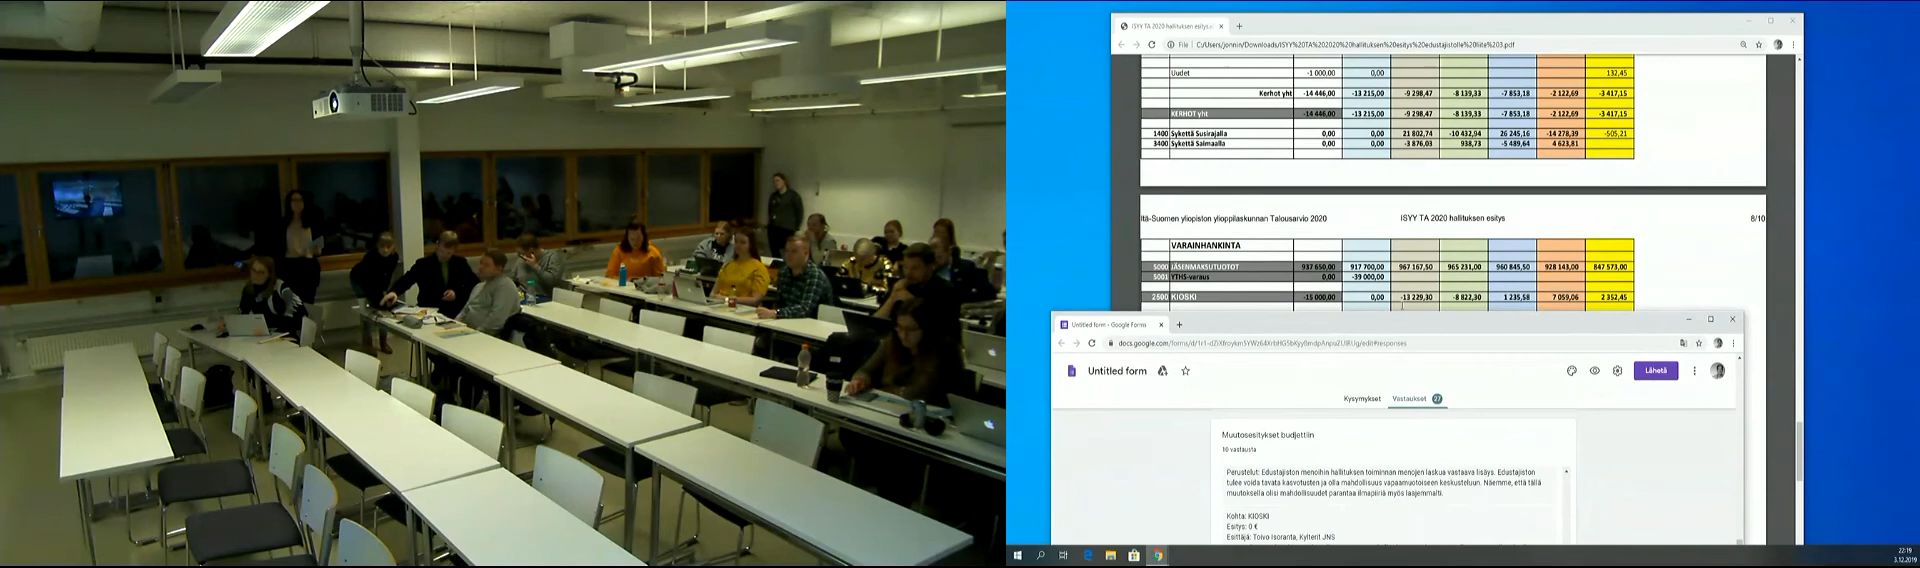 ISYY TA 2020 hallituksen esitys e
File | C:/Users/jonnin/Downloads/ISYY%20TA%202020%20hallituksen%20esitys%20edustajistolle%20liite%203.pdf
Uudet -1 000,00 0,00 132,45
Kerhot yht -14 446,00 -13 215,00 -9 298,47 -8 139,33 -7 853,18 -2 122,69 -3 417,15
KERHOT yht -14 446,00 -13 215,00 -9 298,47 -8 139,33 -7 853,18 -2 122,69 -3 417,15
1400 Sykettä Susirajalla 0,00 0,00 21 802,74 -10 432,94 26 245,16 -14 278,39 -505,21
3400 Sykettä Saimaalla 0,00 0,00 -3 876,03 938,73 -5 489,64 4 623,81
Itä-Suomen yliopiston ylioppilaskunnan Talousarvio 2020 ISYY TA 2020 hallituksen esitys 8/10
VARAINHANKINTA
5000 JÄSENMAKSUTUOTOT 937 650,00 917 700,00 967 167,50 965 231,00 960 845,50 928 143,00 847 573,00
5001 YTHS-varaus 0,00 -39 000,00
2500 KIOSKI -15 000,00 0,00 -13 229,30 -8 822,30 1 235,58 7 059,06 2 352,45
Untitled form - Google Forms
Untitled form
Lähetä
Kysymykset Vastaukset 27
Muutosesitykset budjettiin
10 vastausta
Perustelut: Edustajiston menoihin hallituksen toiminnan menojen laskua vastaava lisäys. Edustajiston
tulee voida tavata kasvotusten ja olla mahdollisuus vapaamuotoiseen keskusteluun. Näemme, että tällä
muutoksella olisi mahdollisuudet parantaa ilmapiiriä myös laajemmalti.
Kohta: KIOSKI
Esitys: 0 €
Esittäjä: Toivo Isoranta, Kylterit JNS
22:19
3.12.2019